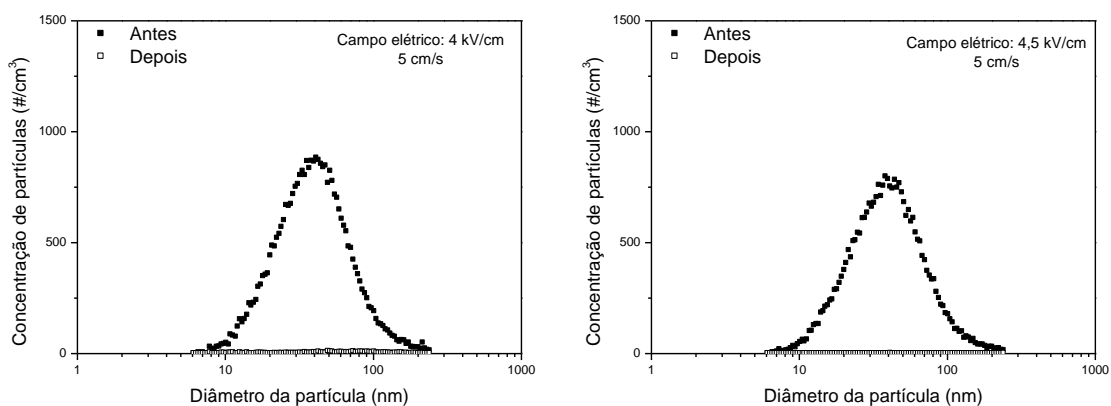 Concentração de partículas (#/cm³)
1500
1000
500
0
■ Antes
□ Depois
Campo elétrico: 4 kV/cm
5 cm/s
1
10
100
1000
Diâmetro da partícula (nm)
Concentração de partículas (#/cm³)
1500
1000
500
0
■ Antes
□ Depois
Campo elétrico: 4,5 kV/cm
5 cm/s
1
10
100
1000
Diâmetro da partícula (nm)